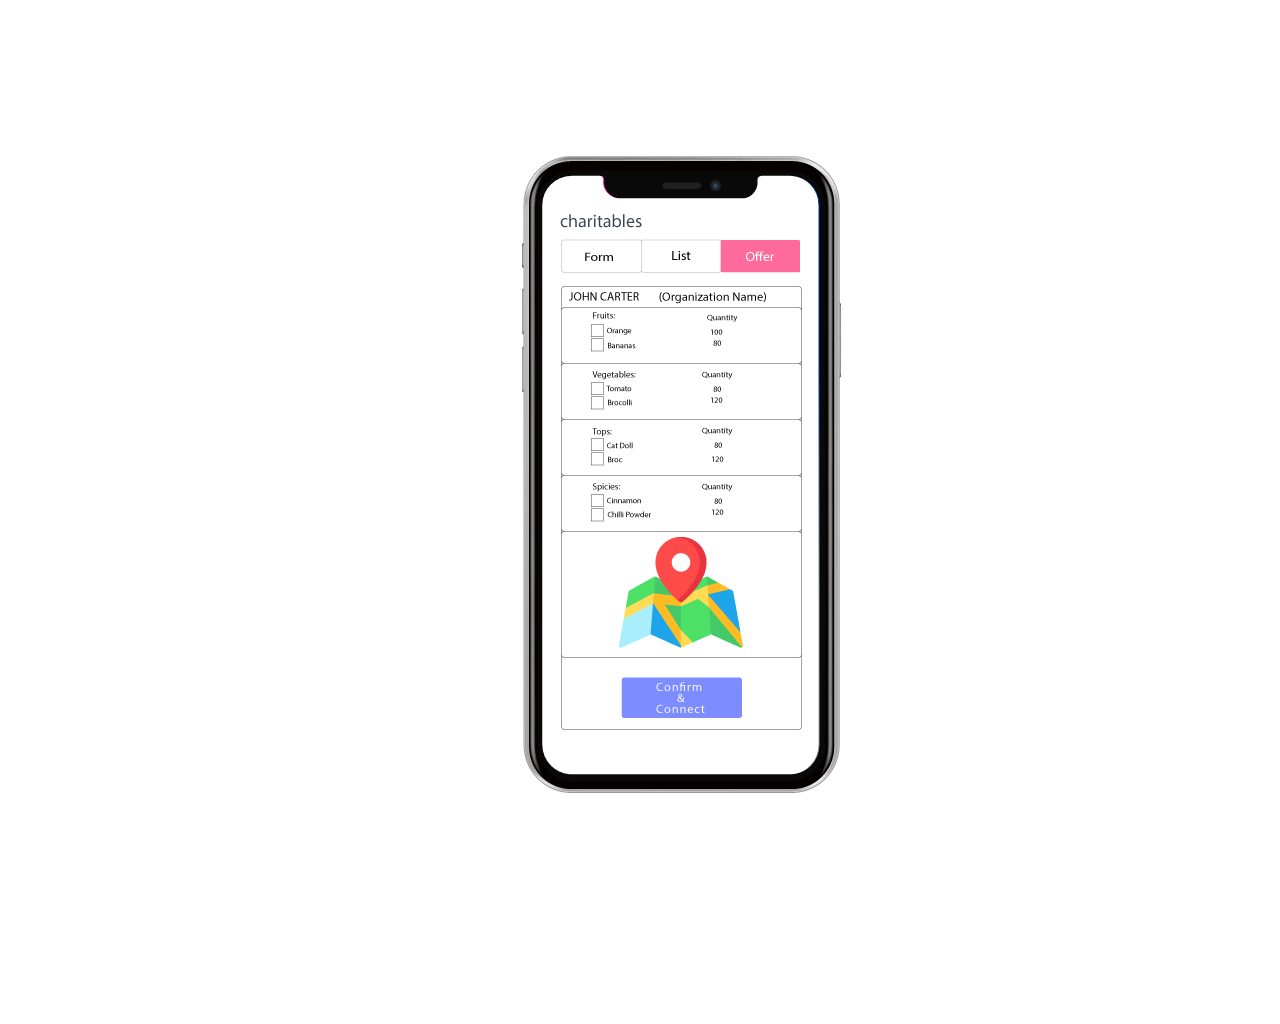 charitables
Form List Offer
JOHN CARTER (Organization Name)
Fruits: Quantity
Orange 100
Bananas 80
Vegetables: Quantity
Tomato 80
Brocolli 120
Tops: Quantity
Cat Doll 80
Broc 120
Spicies: Quantity
Cinnamon 80
Chilli Powder 120
Confirm
&
Connect